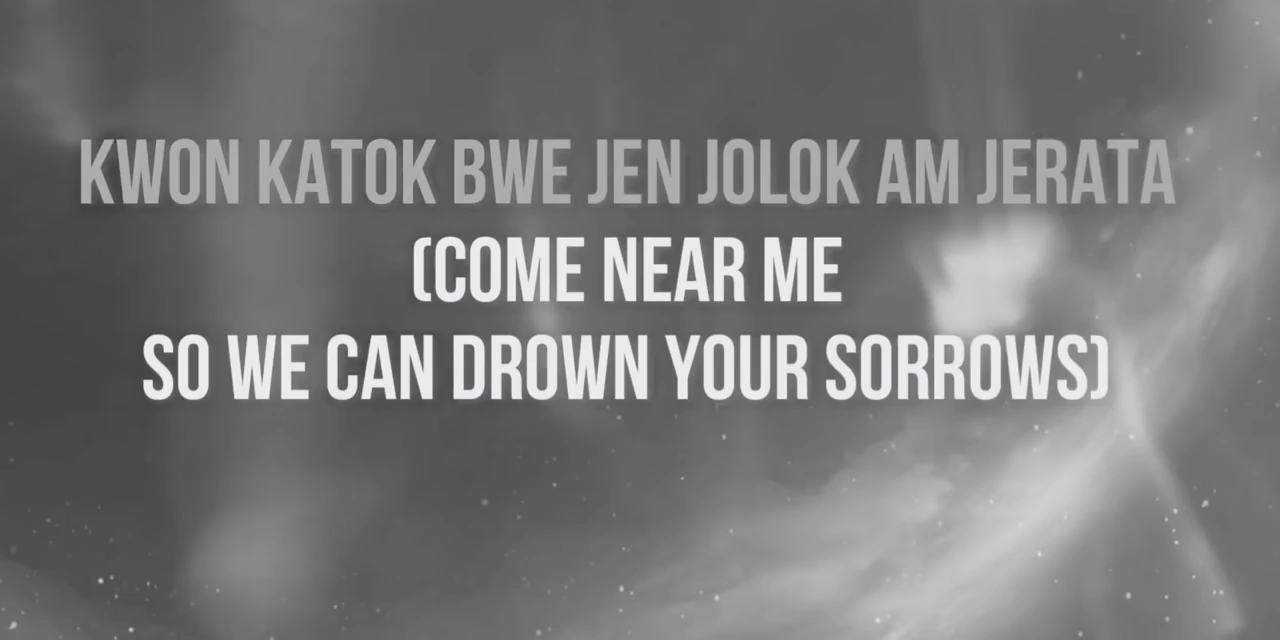 KWON KATOK BWE JEN JOLOK AM JERATA
(COME NEAR ME
SO WE CAN DROWN YOUR SORROWS)